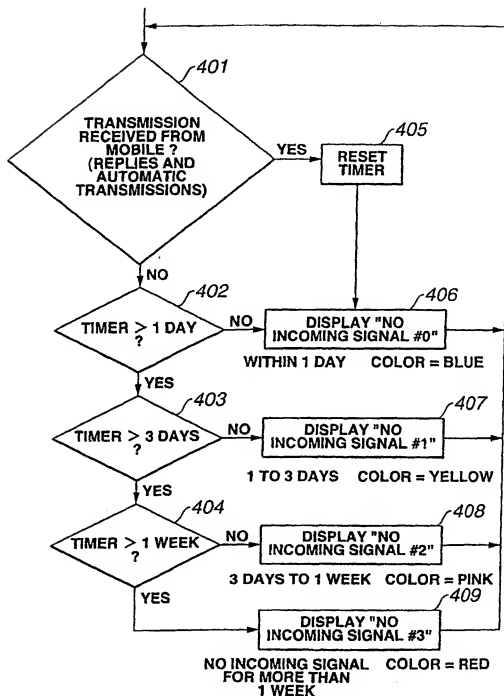 401
TRANSMISSION
RECEIVED FROM
MOBILE ?
(REPLIES AND
AUTOMATIC
TRANSMISSIONS)
YES
405
RESET
TIMER
NO
402
TIMER > 1 DAY
?
NO
406
DISPLAY "NO
INCOMING SIGNAL #0"
WITHIN 1 DAY COLOR = BLUE
YES
403
TIMER > 3 DAYS
?
NO
407
DISPLAY "NO
INCOMING SIGNAL #1"
1 TO 3 DAYS COLOR = YELLOW
YES
404
TIMER > 1 WEEK
?
NO
408
DISPLAY "NO
INCOMING SIGNAL #2"
3 DAYS TO 1 WEEK COLOR = PINK
YES
409
DISPLAY "NO
INCOMING SIGNAL #3"
NO INCOMING SIGNAL COLOR = RED
FOR MORE THAN
1 WEEK